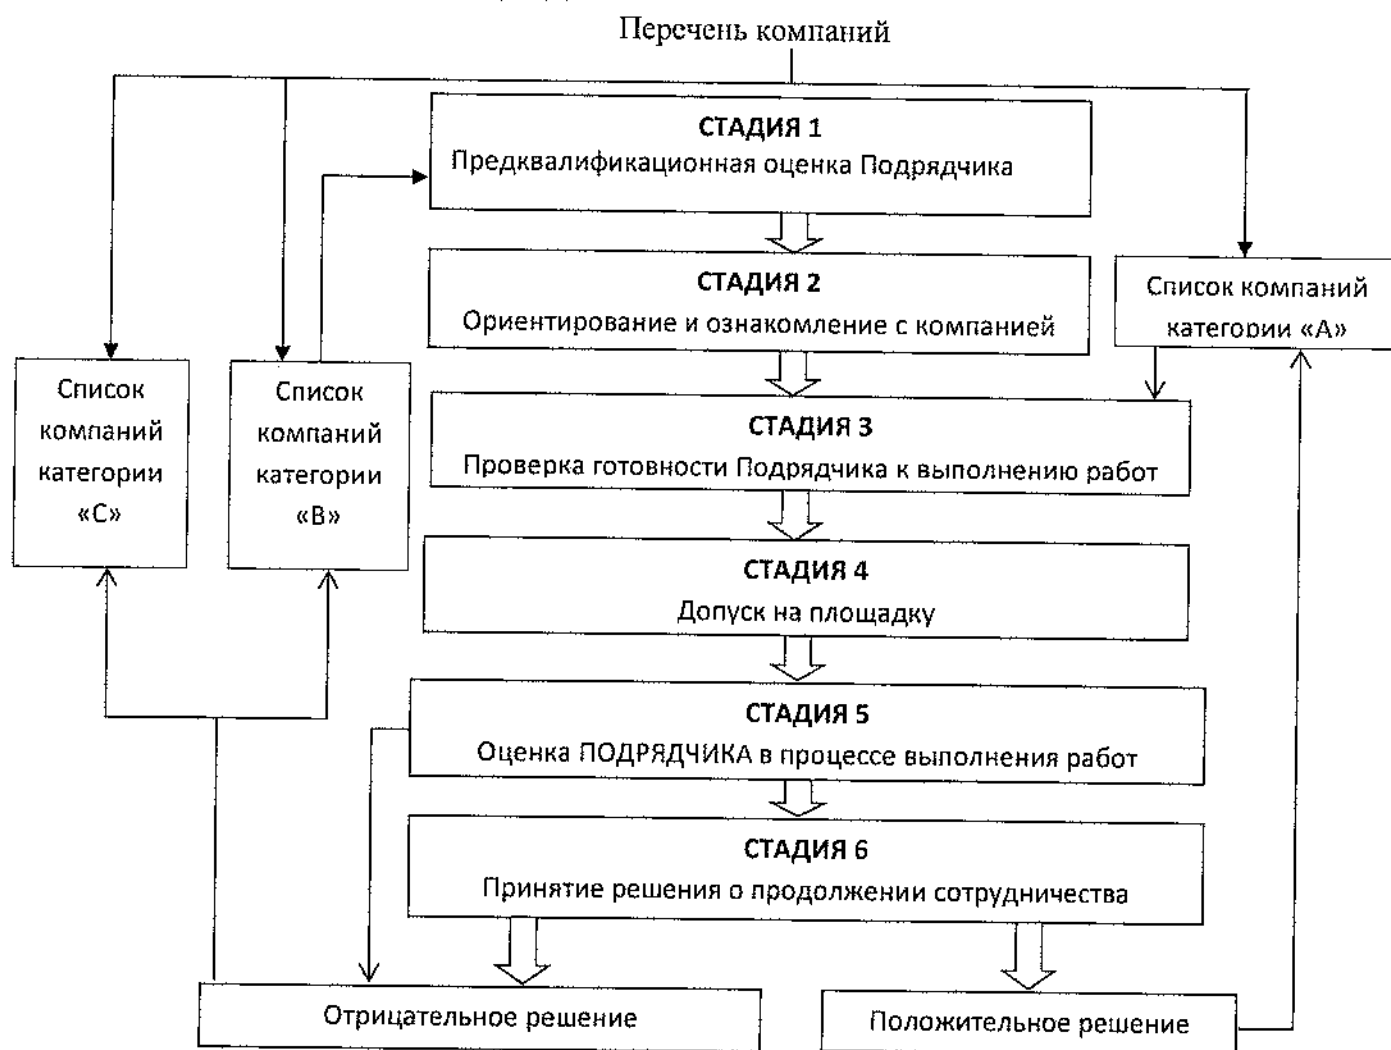 Перечень компаний
СТАДИЯ 1
Предквалификационная оценка Подрядчика
СТАДИЯ 2
Ориентирование и ознакомление с компанией
Список компаний
категории «А»
Список
компаний
категории
«С»
Список
компаний
категории
«В»
СТАДИЯ 3
Проверка готовности Подрядчика к выполнению работ
СТАДИЯ 4
Допуск на площадку
СТАДИЯ 5
Оценка ПОДРЯДЧИКА в процессе выполнения работ
СТАДИЯ 6
Принятие решения о продолжении сотрудничества
Отрицательное решение
Положительное решение